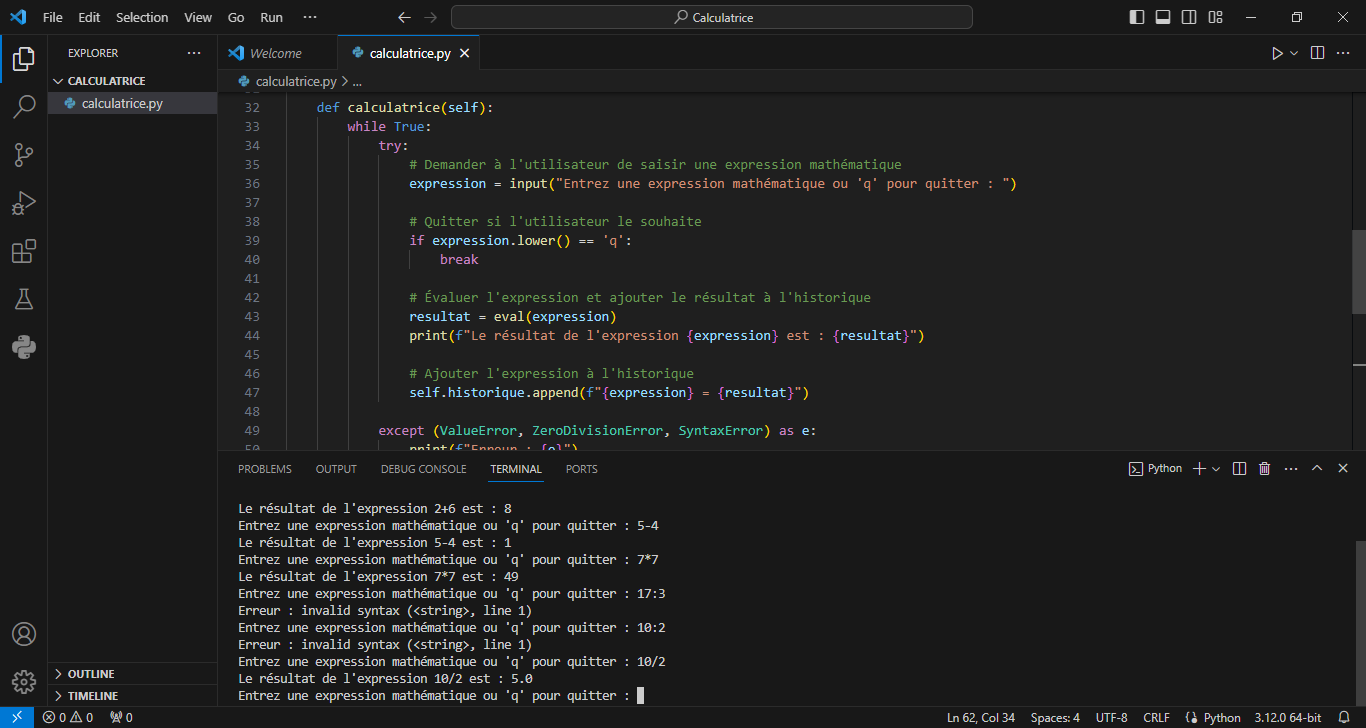 File Edit Selection View Go Run ··· Calculatrice
EXPLORER ···
CALCULATRICE
calculatrice.py
OUTLINE
TIMELINE
Welcome calculatrice.py
calculatrice.py > ...
32 def calculatrice(self):
33 while True:
34 try:
35 # Demander à l'utilisateur de saisir une expression mathématique
36 expression = input("Entrez une expression mathématique ou 'q' pour quitter : ")
37
38 # Quitter si l'utilisateur le souhaite
39 if expression.lower() == 'q':
40 break
41
42 # Évaluer l'expression et ajouter le résultat à l'historique
43 resultat = eval(expression)
44 print(f"Le résultat de l'expression {expression} est : {resultat}")
45
46 # Ajouter l'expression à l'historique
47 self.historique.append(f"{expression} = {resultat}")
48
49 except (ValueError, ZeroDivisionError, SyntaxError) as e:
50 print(f"Erreur : {e}")
PROBLEMS OUTPUT DEBUG CONSOLE TERMINAL PORTS Python
Le résultat de l'expression 2+6 est : 8
Entrez une expression mathématique ou 'q' pour quitter : 5-4
Le résultat de l'expression 5-4 est : 1
Entrez une expression mathématique ou 'q' pour quitter : 7*7
Le résultat de l'expression 7*7 est : 49
Entrez une expression mathématique ou 'q' pour quitter : 17:3
Erreur : invalid syntax (<string>, line 1)
Entrez une expression mathématique ou 'q' pour quitter : 10:2
Erreur : invalid syntax (<string>, line 1)
Entrez une expression mathématique ou 'q' pour quitter : 10/2
Le résultat de l'expression 10/2 est : 5.0
Entrez une expression mathématique ou 'q' pour quitter :
0 0 0 Ln 62, Col 34 Spaces: 4 UTF-8 CRLF Python 3.12.0 64-bit